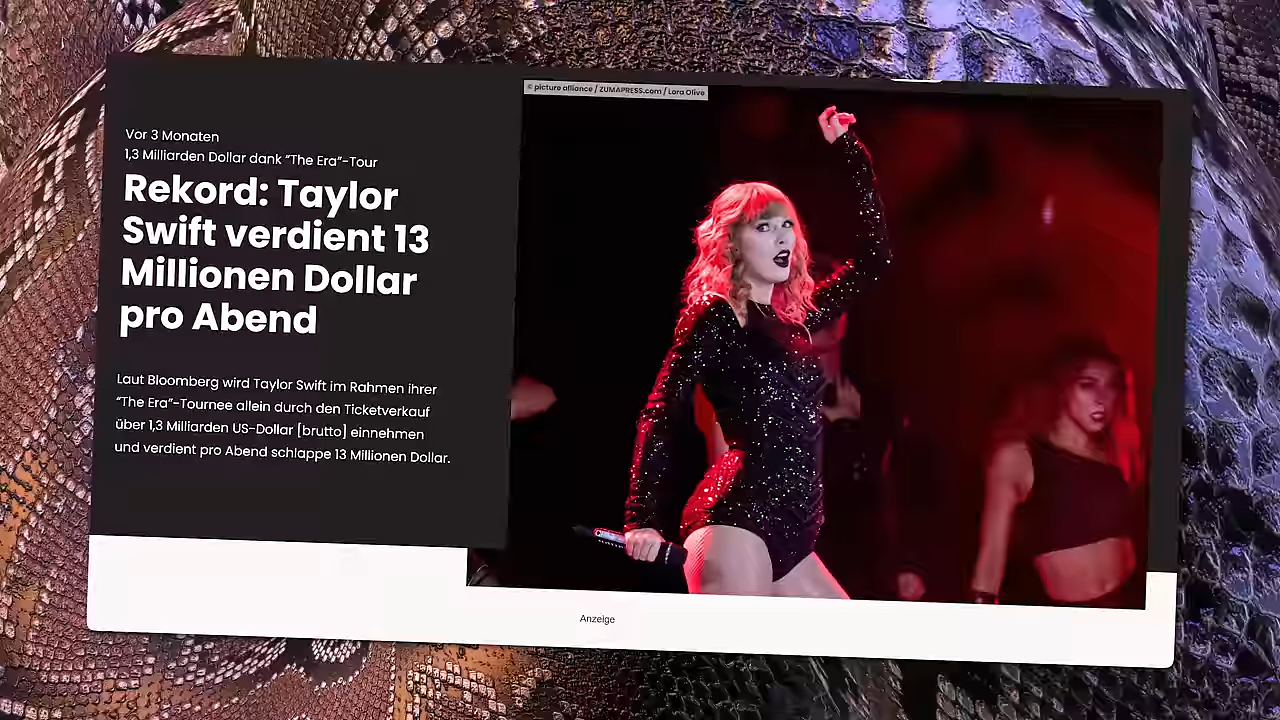 © picture alliance / ZUMAPRESS.com / Lora Olive
Vor 3 Monaten
1,3 Milliarden Dollar dank “The Era”-Tour
Rekord: Taylor
Swift verdient 13
Millionen Dollar
pro Abend
Laut Bloomberg wird Taylor Swift im Rahmen ihrer
“The Era”-Tournee allein durch den Ticketverkauf
über 1,3 Milliarden US-Dollar [brutto] einnehmen
und verdient pro Abend schlappe 13 Millionen Dollar.
Anzeige